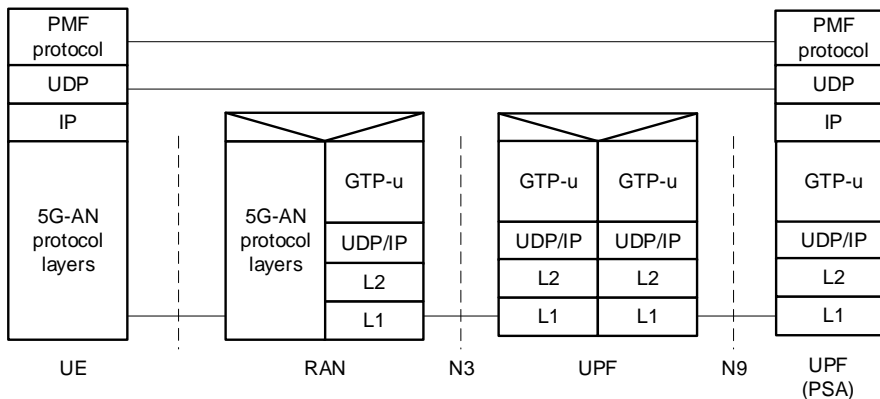 PMF
protocol
UDP
IP
5G-AN
protocol
layers
UE
5G-AN
protocol
layers
GTP-u
UDP/IP
L2
L1
RAN
N3
GTP-u
GTP-u
UDP/IP
UDP/IP
L2
L2
L1
L1
UPF
N9
PMF
protocol
UDP
IP
GTP-u
UDP/IP
L2
L1
UPF
(PSA)